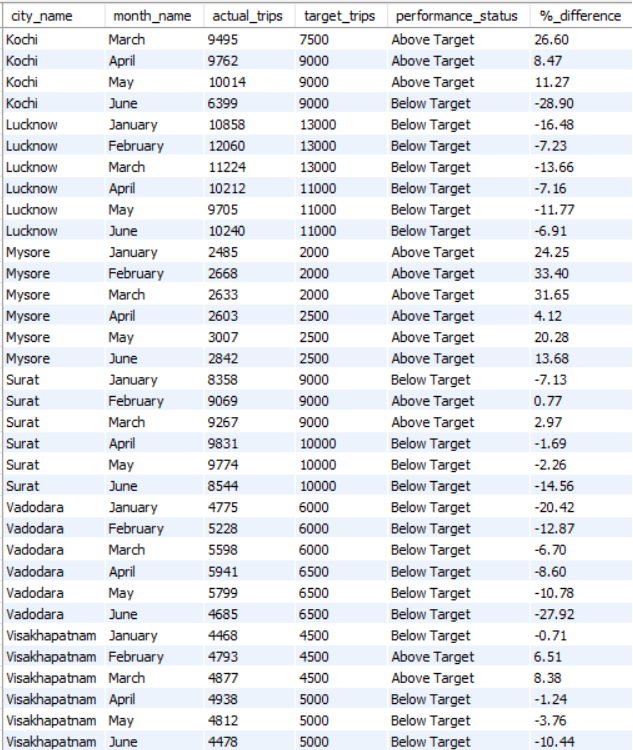 city_name month_name actual_trips target_trips performance_status %_difference
Kochi March 9495 7500 Above Target 26.60
Kochi April 9762 9000 Above Target 8.47
Kochi May 10014 9000 Above Target 11.27
Kochi June 6399 9000 Below Target -28.90
Lucknow January 10858 13000 Below Target -16.48
Lucknow February 12060 13000 Below Target -7.23
Lucknow March 11224 13000 Below Target -13.66
Lucknow April 10212 11000 Below Target -7.16
Lucknow May 9705 11000 Below Target -11.77
Lucknow June 10240 11000 Below Target -6.91
Mysore January 2485 2000 Above Target 24.25
Mysore February 2668 2000 Above Target 33.40
Mysore March 2633 2000 Above Target 31.65
Mysore April 2603 2500 Above Target 4.12
Mysore May 3007 2500 Above Target 20.28
Mysore June 2842 2500 Above Target 13.68
Surat January 8358 9000 Below Target -7.13
Surat February 9069 9000 Above Target 0.77
Surat March 9267 9000 Above Target 2.97
Surat April 9831 10000 Below Target -1.69
Surat May 9774 10000 Below Target -2.26
Surat June 8544 10000 Below Target -14.56
Vadodara January 4775 6000 Below Target -20.42
Vadodara February 5228 6000 Below Target -12.87
Vadodara March 5598 6000 Below Target -6.70
Vadodara April 5941 6500 Below Target -8.60
Vadodara May 5799 6500 Below Target -10.78
Vadodara June 4685 6500 Below Target -27.92
Visakhapatnam January 4468 4500 Below Target -0.71
Visakhapatnam February 4793 4500 Above Target 6.51
Visakhapatnam March 4877 4500 Above Target 8.38
Visakhapatnam April 4938 5000 Below Target -1.24
Visakhapatnam May 4812 5000 Below Target -3.76
Visakhapatnam June 4478 5000 Below Target -10.44